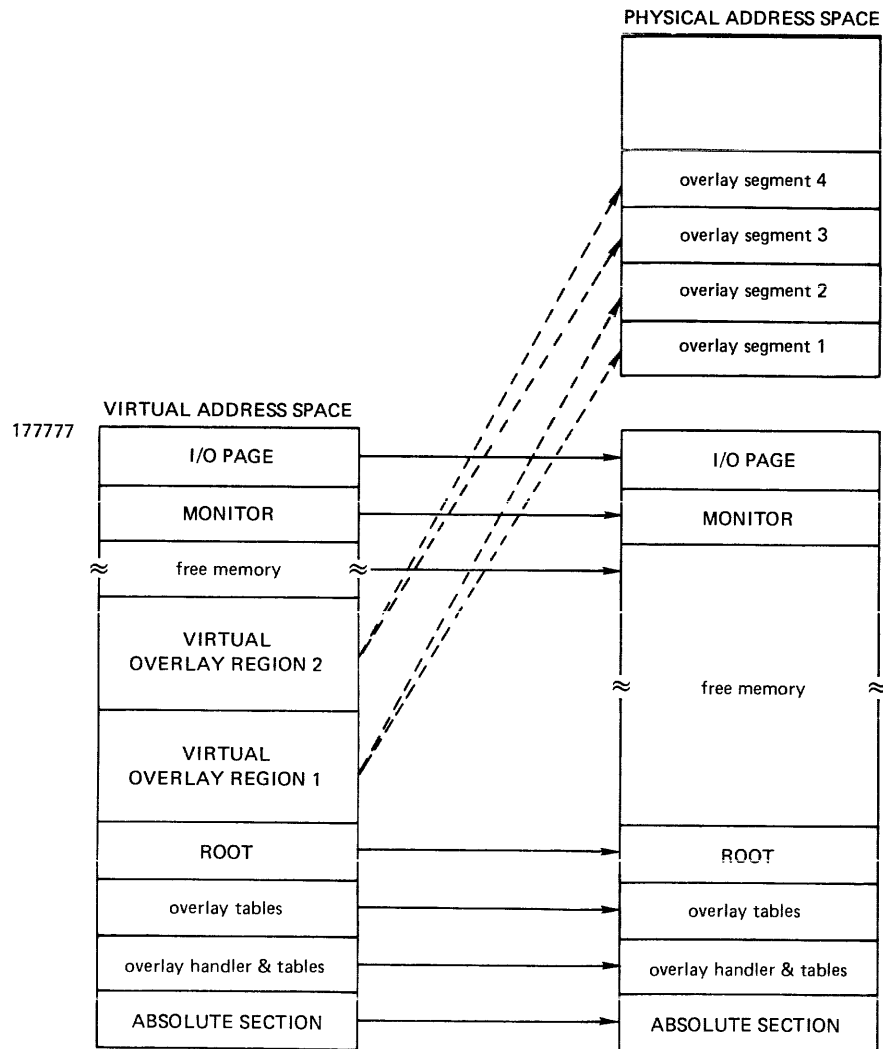 PHYSICAL ADDRESS SPACE
overlay segment 4
overlay segment 3
overlay segment 2
overlay segment 1
VIRTUAL ADDRESS SPACE
177777
I/O PAGE
MONITOR
≈ free memory ≈
VIRTUAL
OVERLAY REGION 2
VIRTUAL
OVERLAY REGION 1
ROOT
overlay tables
overlay handler & tables
ABSOLUTE SECTION
I/O PAGE
MONITOR
≈ free memory ≈
ROOT
overlay tables
overlay handler & tables
ABSOLUTE SECTION